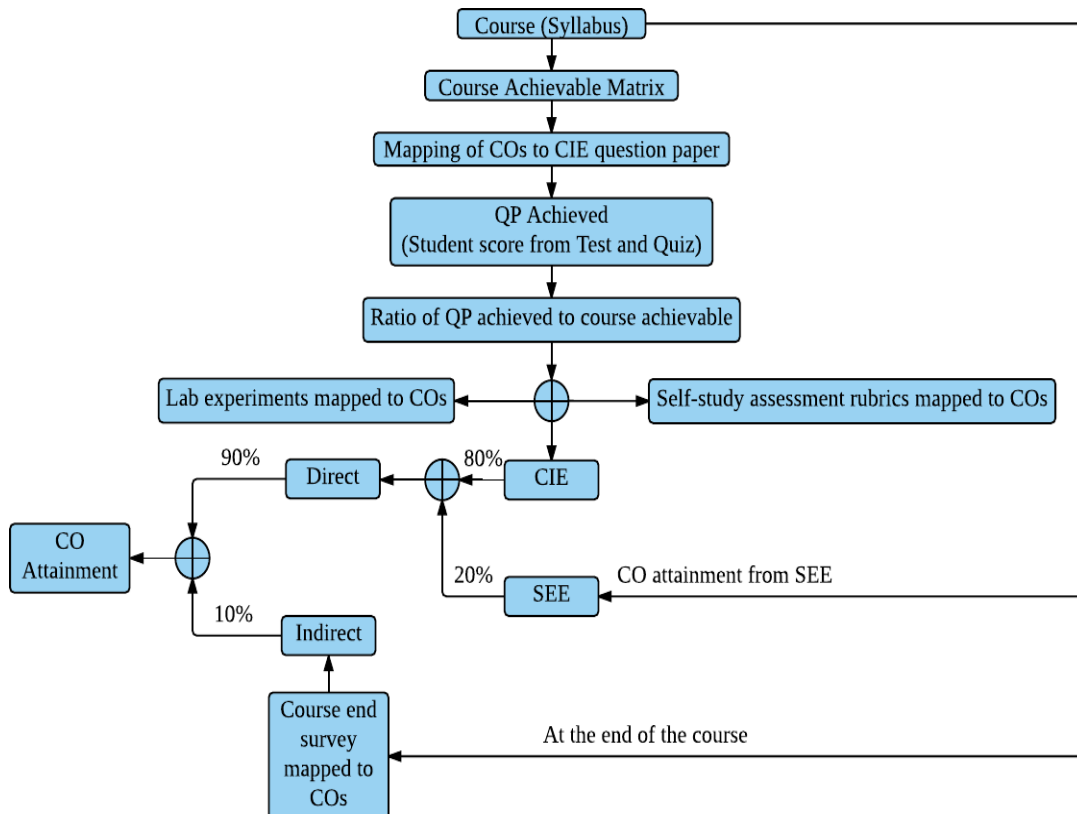 Course (Syllabus)
Course Achievable Matrix
Mapping of COs to CIE question paper
QP Achieved
(Student score from Test and Quiz)
Ratio of QP achieved to course achievable
Lab experiments mapped to COs
Self-study assessment rubrics mapped to COs
90%
Direct
80%
CIE
CO
Attainment
20%
SEE
CO attainment from SEE
10%
Indirect
Course end
survey
mapped to
COs
At the end of the course